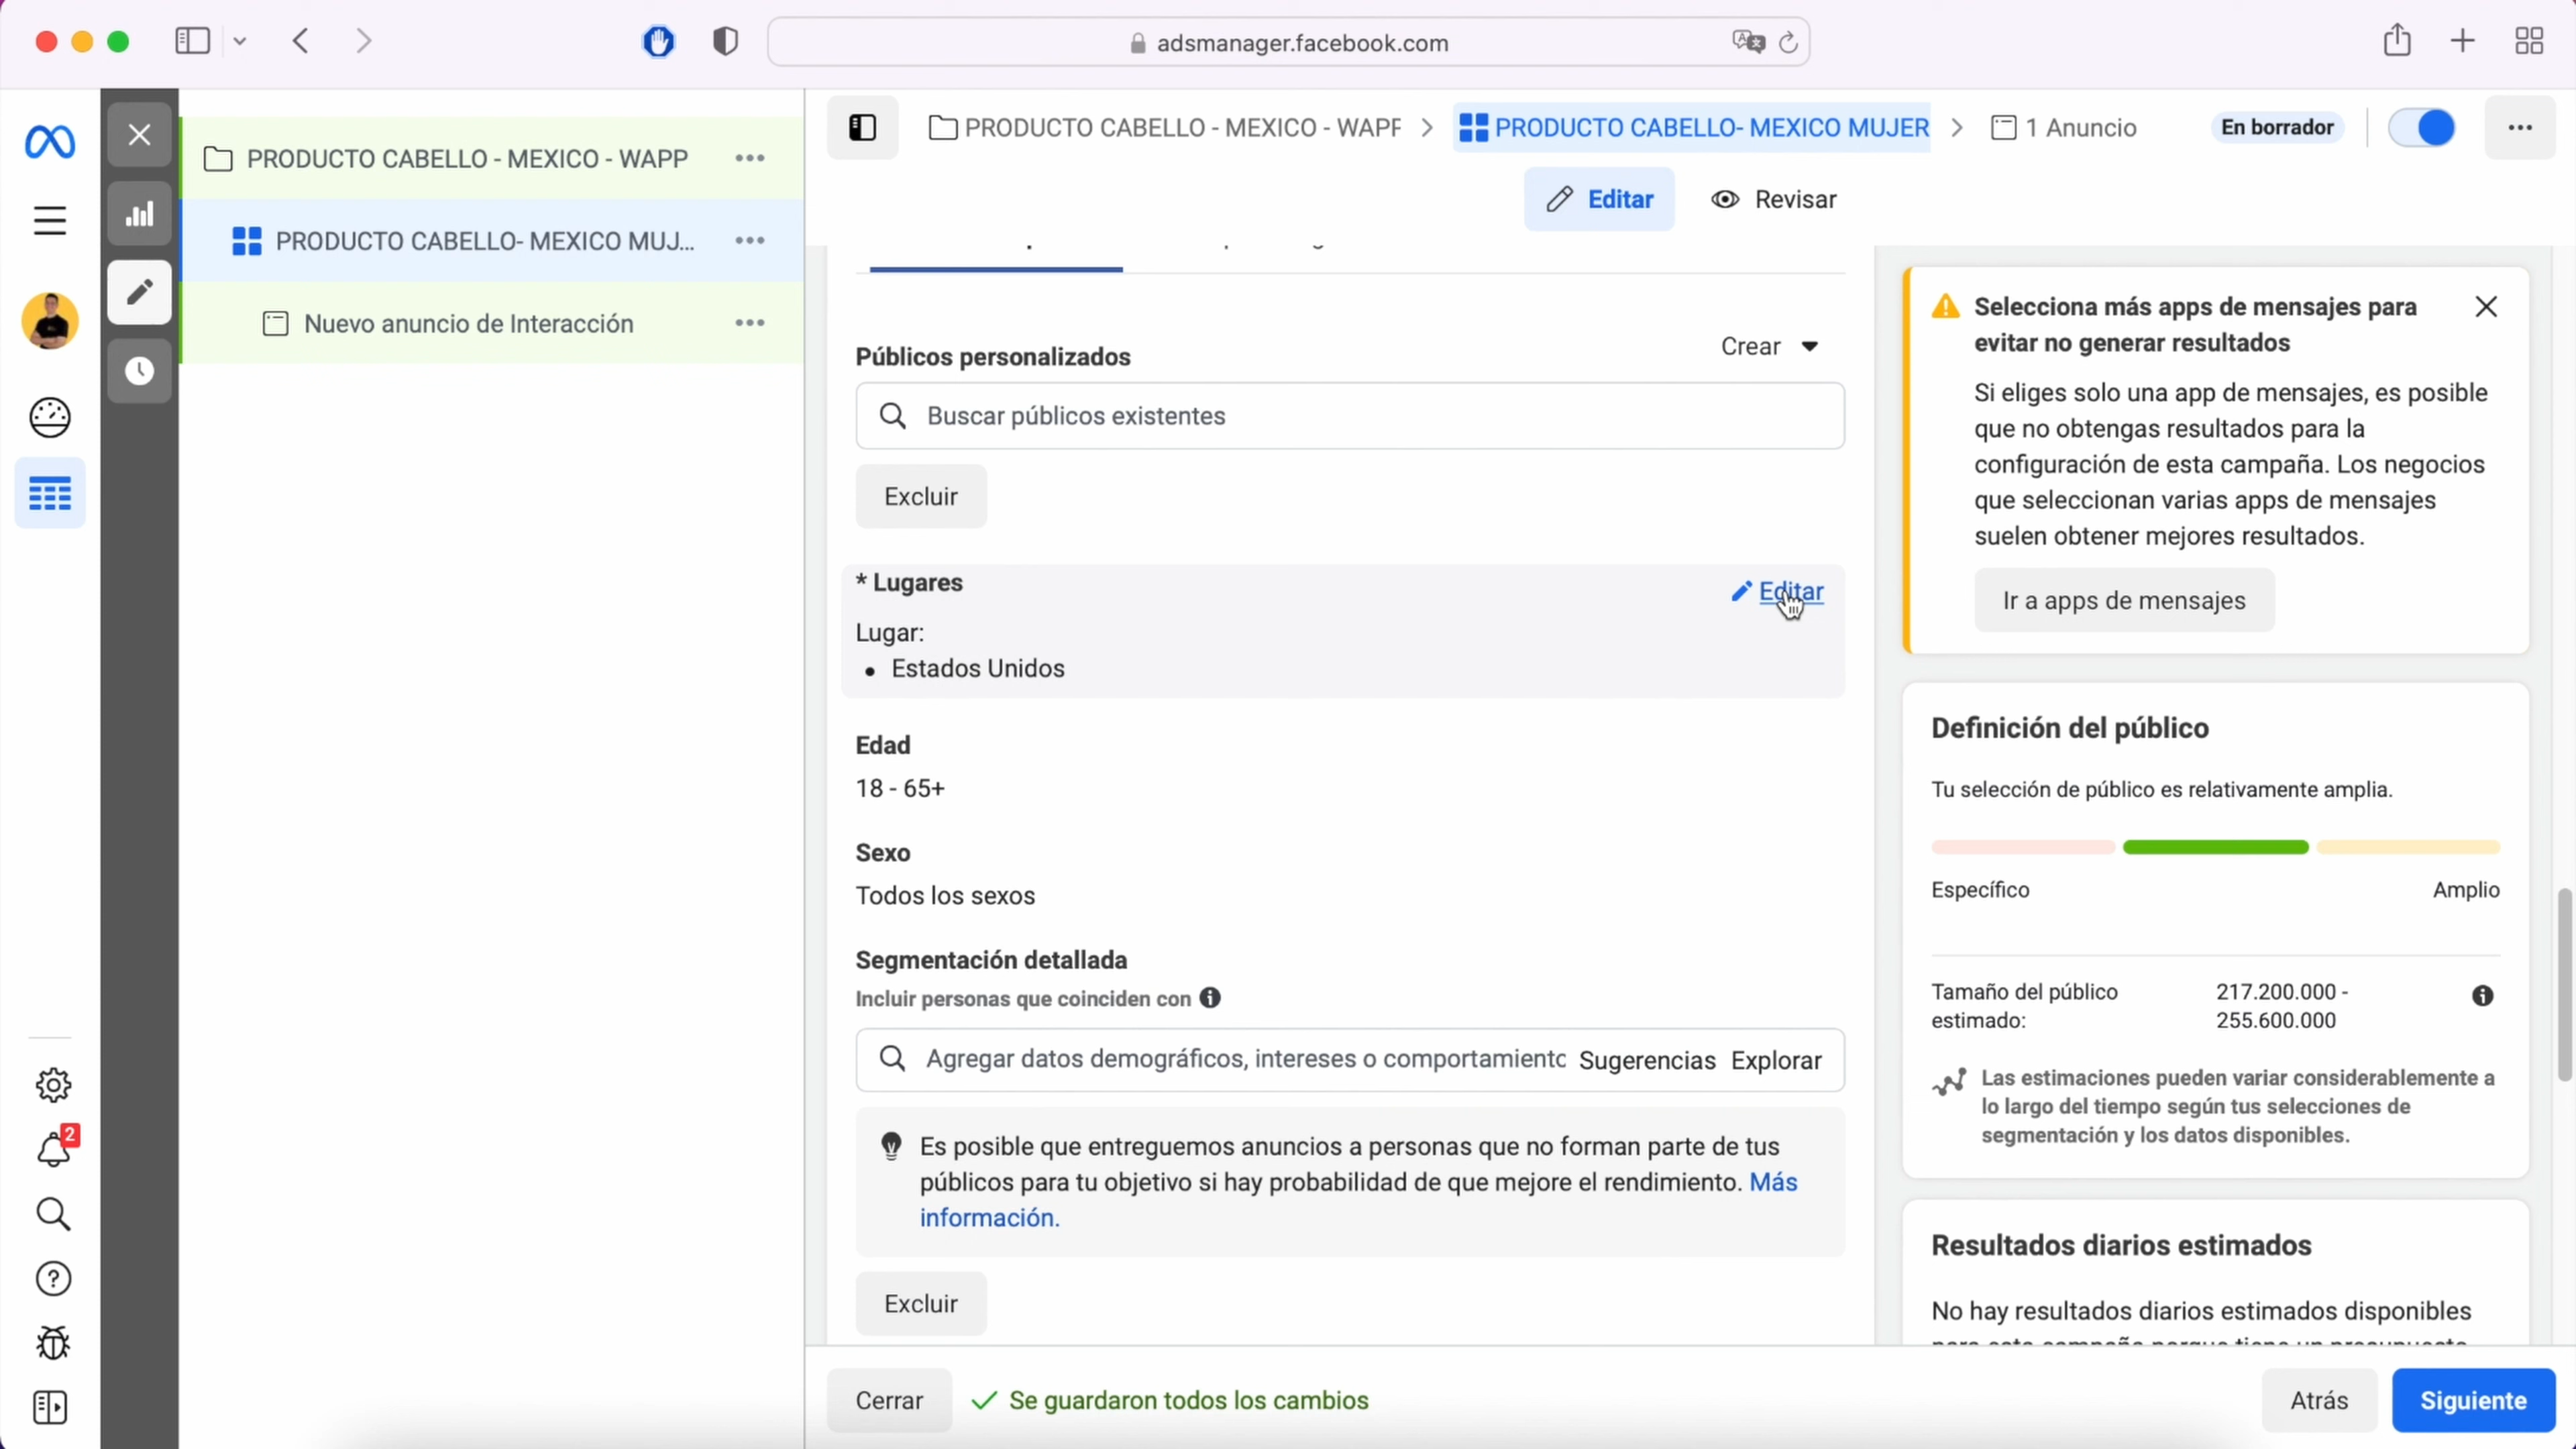 adsmanager.facebook.com
PRODUCTO CABELLO - MEXICO - WAPP
PRODUCTO CABELLO- MEXICO MUJ...
Nuevo anuncio de Interacción
2
PRODUCTO CABELLO - MEXICO - WAPP
PRODUCTO CABELLO- MEXICO MUJER
1 Anuncio
En borrador
Editar
Revisar
Públicos personalizados
Crear
Buscar públicos existentes
Excluir
* Lugares
Editar
Lugar:
• Estados Unidos
Edad
18 - 65+
Sexo
Todos los sexos
Segmentación detallada
Incluir personas que coinciden con
Agregar datos demográficos, intereses o comportamiento Sugerencias Explorar
Es posible que entreguemos anuncios a personas que no forman parte de tus
públicos para tu objetivo si hay probabilidad de que mejore el rendimiento. Más
información.
Excluir
Selecciona más apps de mensajes para
evitar no generar resultados
Si eliges solo una app de mensajes, es posible
que no obtengas resultados para la
configuración de esta campaña. Los negocios
que seleccionan varias apps de mensajes
suelen obtener mejores resultados.
Ir a apps de mensajes
Definición del público
Tu selección de público es relativamente amplia.
Específico
Amplio
Tamaño del público
estimado:
217.200.000 -
255.600.000
Las estimaciones pueden variar considerablemente a
lo largo del tiempo según tus selecciones de
segmentación y los datos disponibles.
Resultados diarios estimados
No hay resultados diarios estimados disponibles
Cerrar
Se guardaron todos los cambios
Atrás
Siguiente